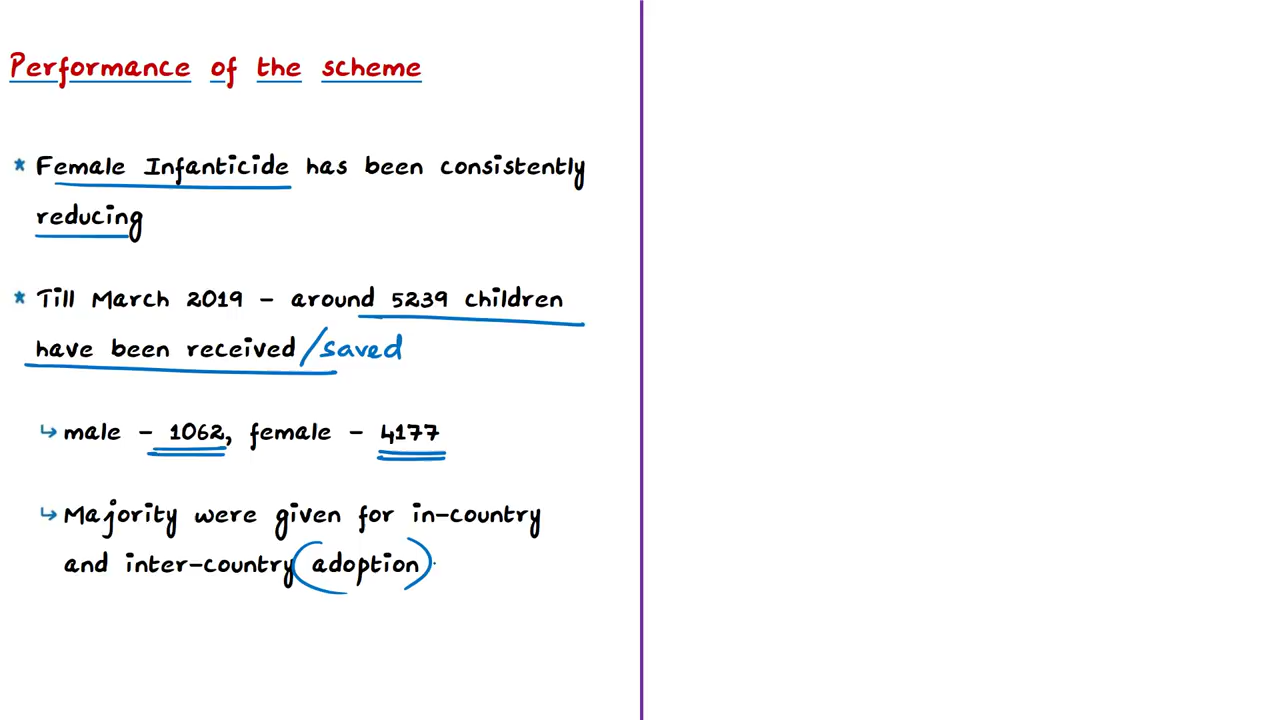 Performance of the scheme
* Female Infanticide has been consistently
reducing
* Till March 2019 - around 5239 children
have been received /saved
↳ male - 1062, female - 4177
↳ Majority were given for in-country
and inter-country (adoption)